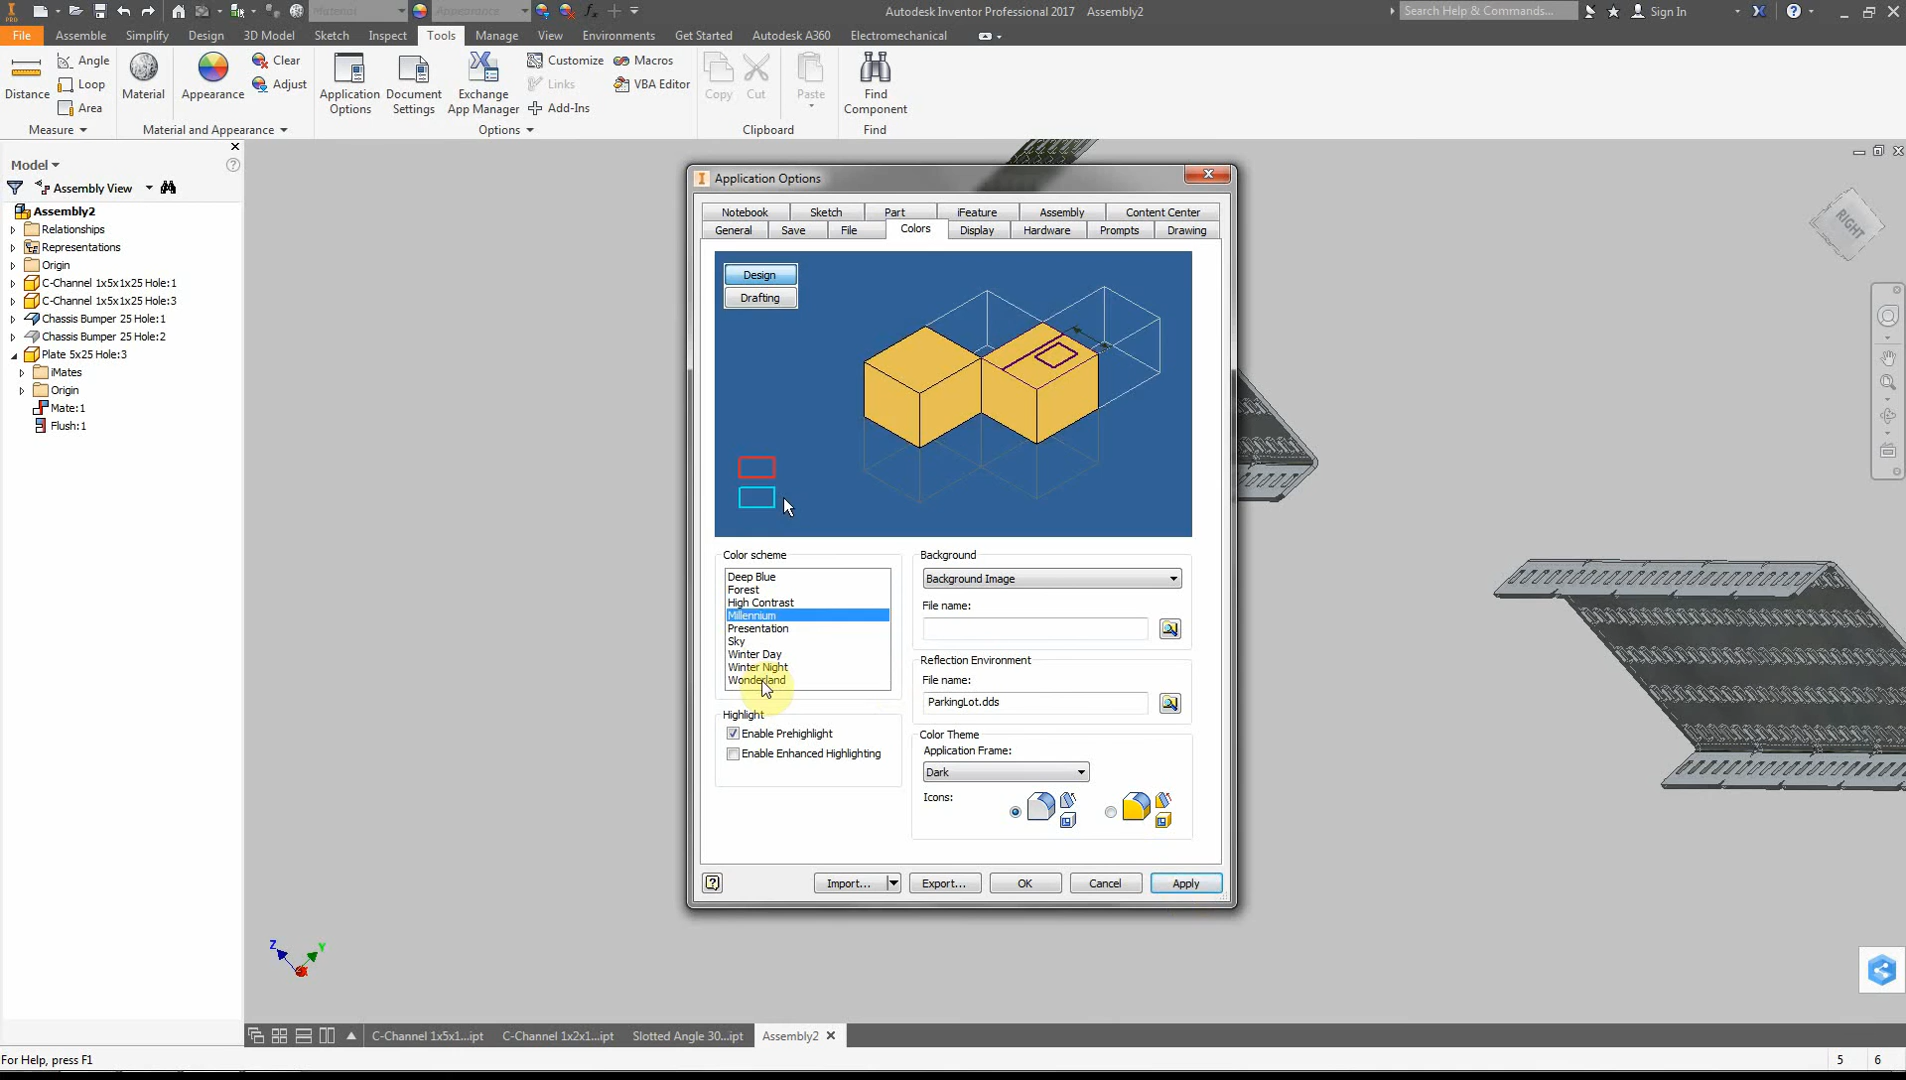 PRO
Material
Appearance
Autodesk Inventor Professional 2017 Assembly2
Search Help & Commands...
Sign In
File
Assemble
Simplify
Design
3D Model
Sketch
Inspect
Tools
Manage
View
Environments
Get Started
Autodesk A360
Electromechanical
Distance
Angle
Loop
Area
Material
Appearance
Clear
Adjust
Application
Options
Document
Settings
Exchange
App Manager
Customize
Links
Add-Ins
Macros
VBA Editor
Copy
Cut
Paste
Find
Component
Measure
Material and Appearance
Options
Clipboard
Find
Model
Assembly View
Assembly2
Relationships
Representations
Origin
C-Channel 1x5x1x25 Hole:1
C-Channel 1x5x1x25 Hole:3
Chassis Bumper 25 Hole:1
Chassis Bumper 25 Hole:2
Plate 5x25 Hole:3
iMates
Origin
Mate:1
Flush:1
Application Options
Notebook
Sketch
Part
iFeature
Assembly
Content Center
General
Save
File
Colors
Display
Hardware
Prompts
Drawing
Design
Drafting
Color scheme
Deep Blue
Forest
High Contrast
Millennium
Presentation
Sky
Winter Day
Winter Night
Wonderland
Highlight
Enable Prehighlight
Enable Enhanced Highlighting
Background
Background Image
File name:
Reflection Environment
File name:
ParkingLot.dds
Color Theme
Application Frame:
Dark
Icons:
Import...
Export...
OK
Cancel
Apply
RIGHT
Z
Y
C-Channel 1x5x1...ipt
C-Channel 1x2x1...ipt
Slotted Angle 30...ipt
Assembly2
For Help, press F1
5
6